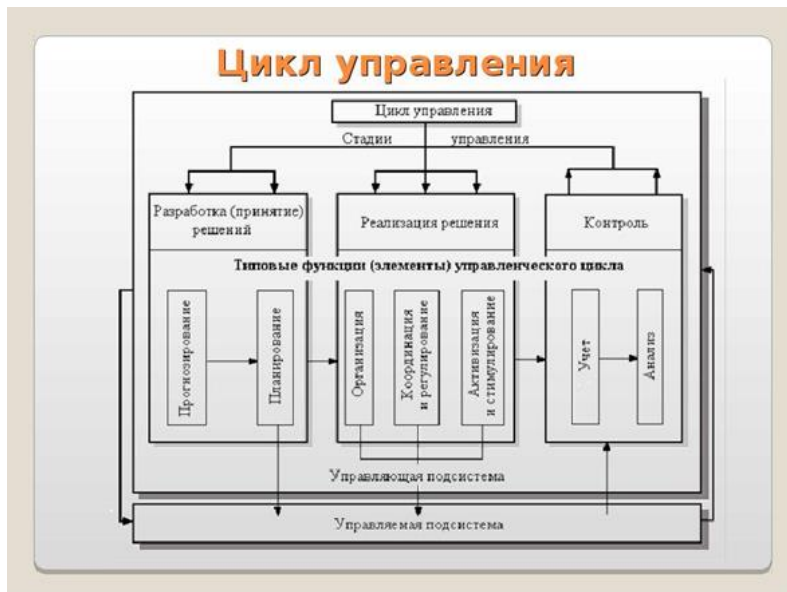 Цикл управления
Цикл управления
Стадии управления
Разработка (принятие)
решений
Реализация решения
Контроль
Типовые функции (элементы) управленческого цикла
Прогнозирование
Планирование
Организация
Координация
и регулирование
Активизация
и стимулирование
Учет
Анализ
Управляющая подсистема
Управляемая подсистема